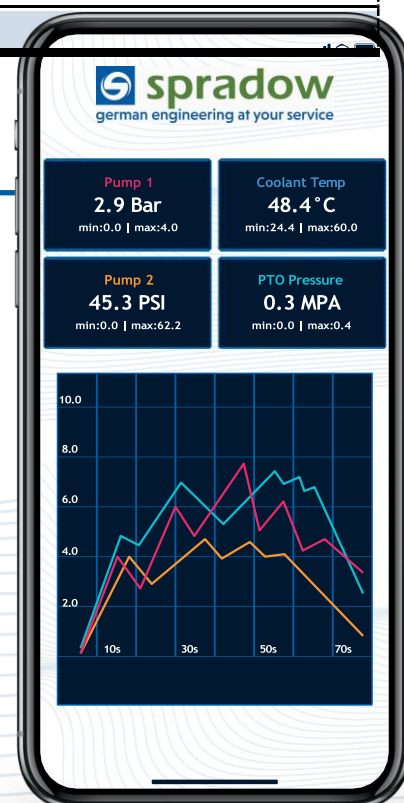 spradow
german engineering at your service
Pump 1
2.9 Bar
min:0.0 | max:4.0
Coolant Temp
48.4°C
min:24.4 | max:60.0
Pump 2
45.3 PSI
min:0.0 | max:62.2
PTO Pressure
0.3 MPA
min:0.0 | max:0.4
10.0
8.0
6.0
4.0
2.0
10s
30s
50s
70s